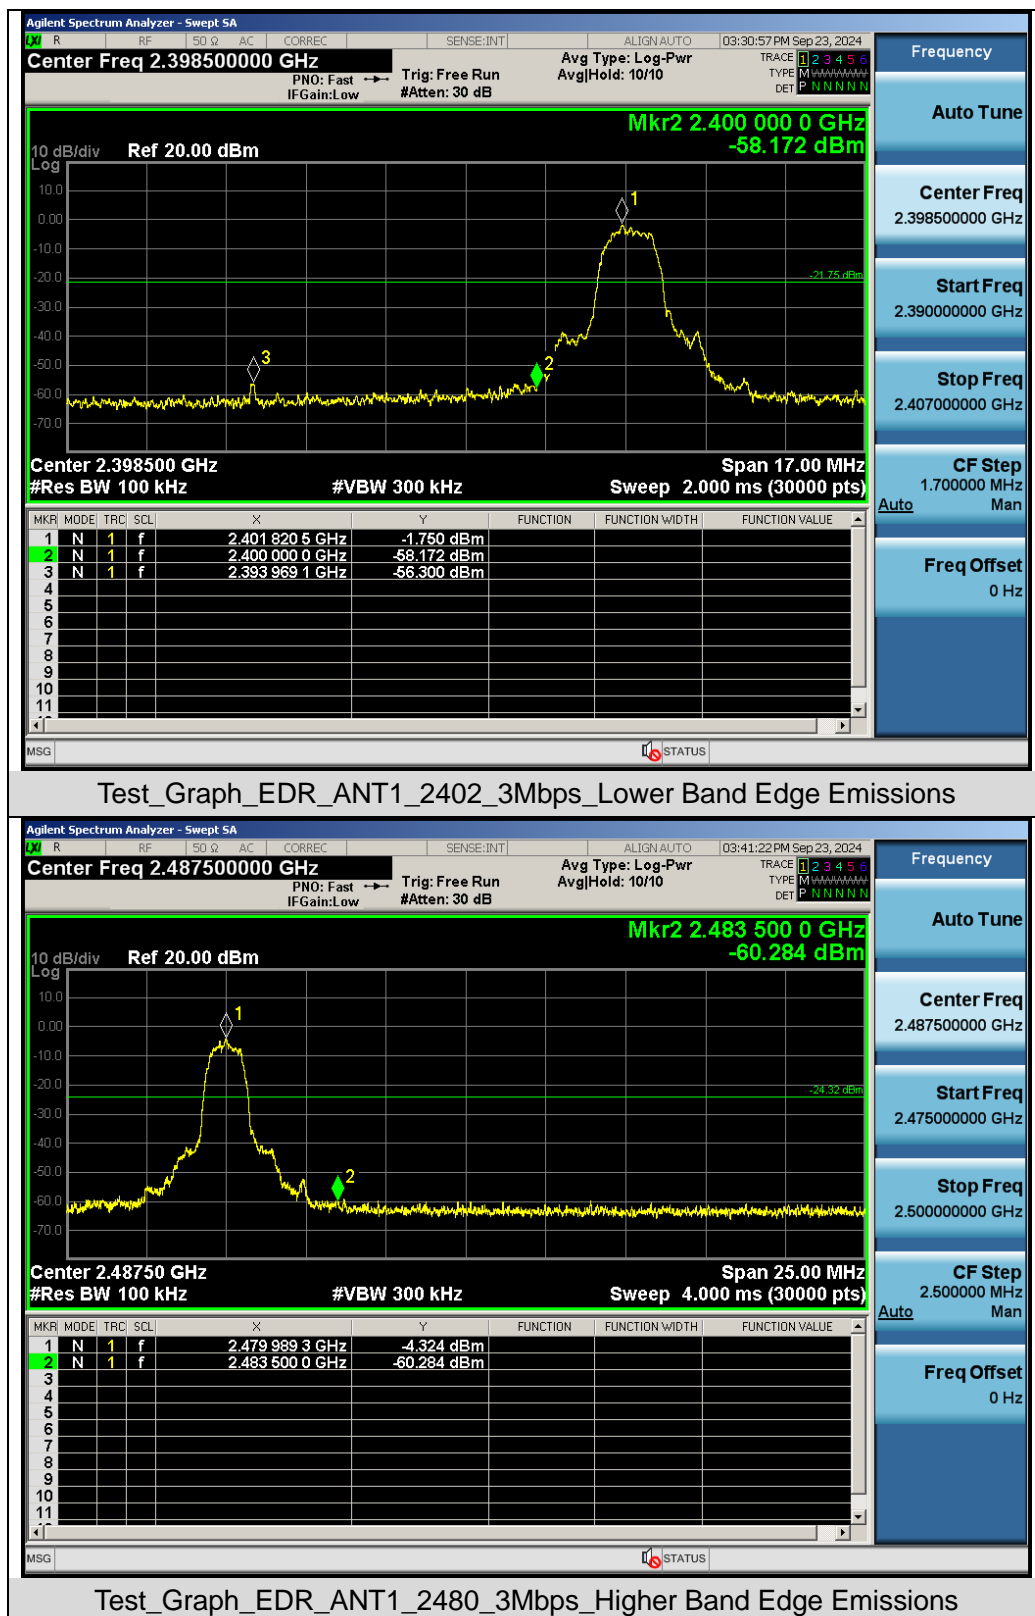 Agilent Spectrum Analyzer - Swept SA
LXI R RF 50 Ω AC CORREC SENSE:INT ALIGN AUTO 03:30:57 PM Sep 23, 2024
Center Freq 2.398500000 GHz
PNO: Fast
IFGain:Low
Trig: Free Run
#Atten: 30 dB
Avg Type: Log-Pwr
Avg|Hold: 10/10
TRACE 1 2 3 4 5 6
TYPE M WWWWW
DET P N N N N N
Frequency
Mkr2 2.400 000 0 GHz
-58.172 dBm
10 dB/div Ref 20.00 dBm
Log
10.0
0.00
-10.0
-20.0
-30.0
-40.0
-50.0
-60.0
-70.0
1
2
3
-21.75 dBm
Center 2.398500 GHz Span 17.00 MHz
#Res BW 100 kHz #VBW 300 kHz Sweep 2.000 ms (30000 pts)
MKR MODE TRC SCL X Y FUNCTION FUNCTION WIDTH FUNCTION VALUE
1 N 1 f 2.401 820 5 GHz -1.750 dBm
2 N 1 f 2.400 000 0 GHz -58.172 dBm
3 N 1 f 2.393 969 1 GHz -56.300 dBm
4
5
6
7
8
9
10
11
MSG STATUS
Auto Tune
Center Freq
2.398500000 GHz
Start Freq
2.390000000 GHz
Stop Freq
2.407000000 GHz
CF Step
1.700000 MHz
Auto Man
Freq Offset
0 Hz
Test_Graph_EDR_ANT1_2402_3Mbps_Lower Band Edge Emissions
Agilent Spectrum Analyzer - Swept SA
LXI R RF 50 Ω AC CORREC SENSE:INT ALIGN AUTO 03:41:22 PM Sep 23, 2024
Center Freq 2.487500000 GHz
PNO: Fast
IFGain:Low
Trig: Free Run
#Atten: 30 dB
Avg Type: Log-Pwr
Avg|Hold: 10/10
TRACE 1 2 3 4 5 6
TYPE M WWWWW
DET P N N N N N
Frequency
Mkr2 2.483 500 0 GHz
-60.284 dBm
10 dB/div Ref 20.00 dBm
Log
10.0
0.00
-10.0
-20.0
-30.0
-40.0
-50.0
-60.0
-70.0
1
2
-24.32 dBm
Center 2.48750 GHz Span 25.00 MHz
#Res BW 100 kHz #VBW 300 kHz Sweep 4.000 ms (30000 pts)
MKR MODE TRC SCL X Y FUNCTION FUNCTION WIDTH FUNCTION VALUE
1 N 1 f 2.479 989 3 GHz -4.324 dBm
2 N 1 f 2.483 500 0 GHz -60.284 dBm
3
4
5
6
7
8
9
10
11
MSG STATUS
Auto Tune
Center Freq
2.487500000 GHz
Start Freq
2.475000000 GHz
Stop Freq
2.500000000 GHz
CF Step
2.500000 MHz
Auto Man
Freq Offset
0 Hz
Test_Graph_EDR_ANT1_2480_3Mbps_Higher Band Edge Emissions